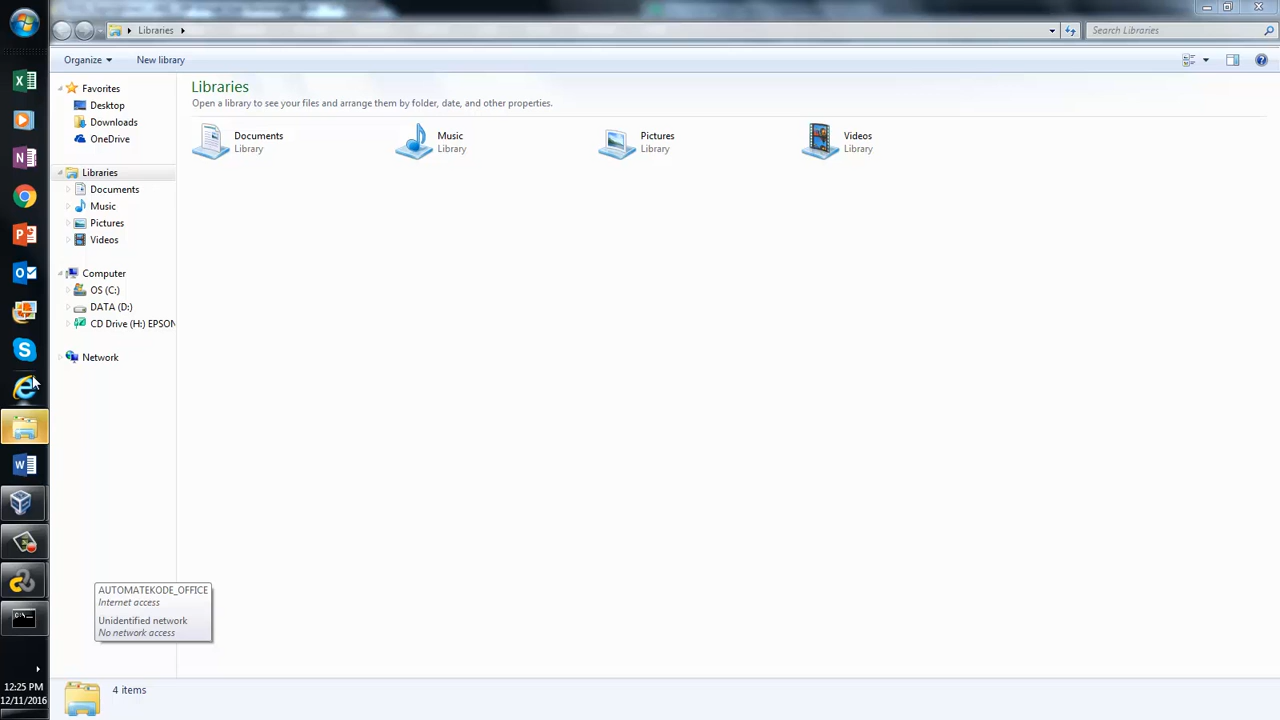 Libraries
Search Libraries
Organize
New library
Favorites
Desktop
Downloads
OneDrive
Libraries
Documents
Music
Pictures
Videos
Computer
OS (C:)
DATA (D:)
CD Drive (H:) EPSON
Network
Libraries
Open a library to see your files and arrange them by folder, date, and other properties.
Documents
Library
Music
Library
Pictures
Library
Videos
Library
AUTOMATEKODE_OFFICE
Internet access
Unidentified network
No network access
12:25 PM
12/11/2016
4 items